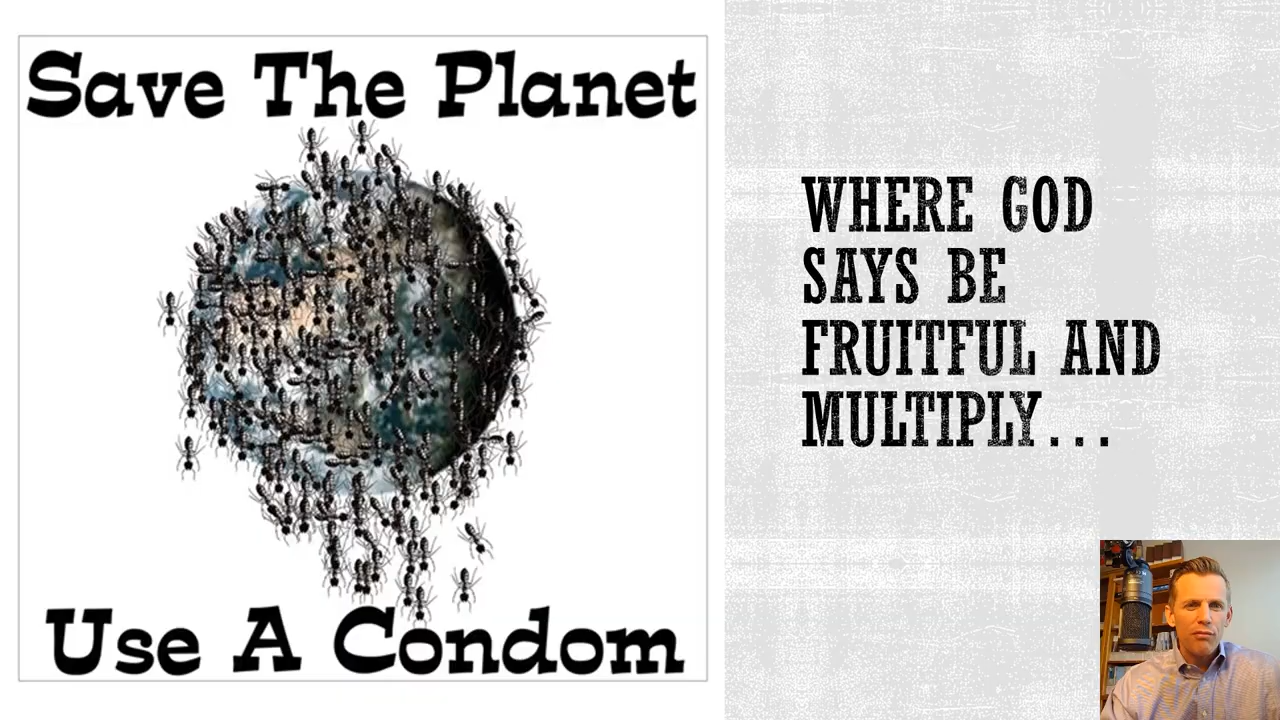 Save The Planet
Use A Condom
WHERE GOD
SAYS BE
FRUITFUL AND
MULTIPLY...